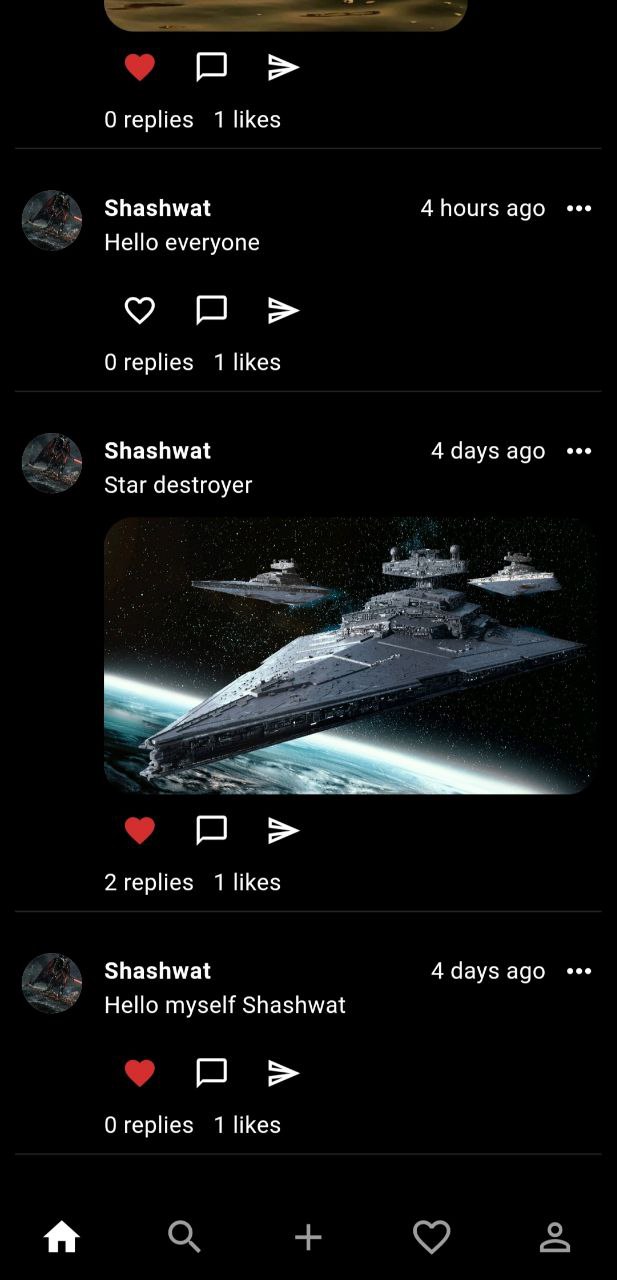 0 replies 1 likes
Shashwat 4 hours ago
Hello everyone
0 replies 1 likes
Shashwat 4 days ago
Star destroyer
2 replies 1 likes
Shashwat 4 days ago
Hello myself Shashwat
0 replies 1 likes